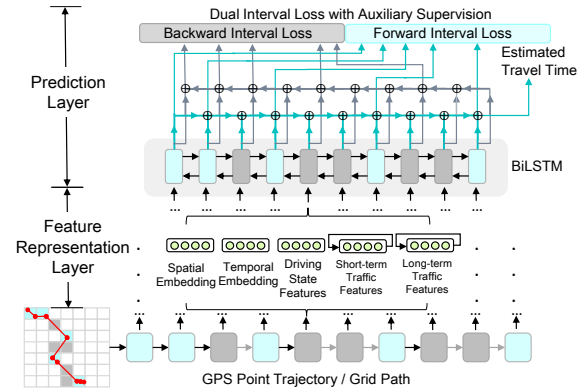 Dual Interval Loss with Auxiliary Supervision
Backward Interval Loss
Forward Interval Loss
Estimated
Travel Time
Prediction
Layer
BiLSTM
... ... ... ... ... ...
Feature
Representation
Layer
Spatial
Embedding
Temporal
Embedding
Driving
State
Features
Short-term
Traffic
Features
Long-term
Traffic
Features
... ... ... ... ... ...
GPS Point Trajectory / Grid Path